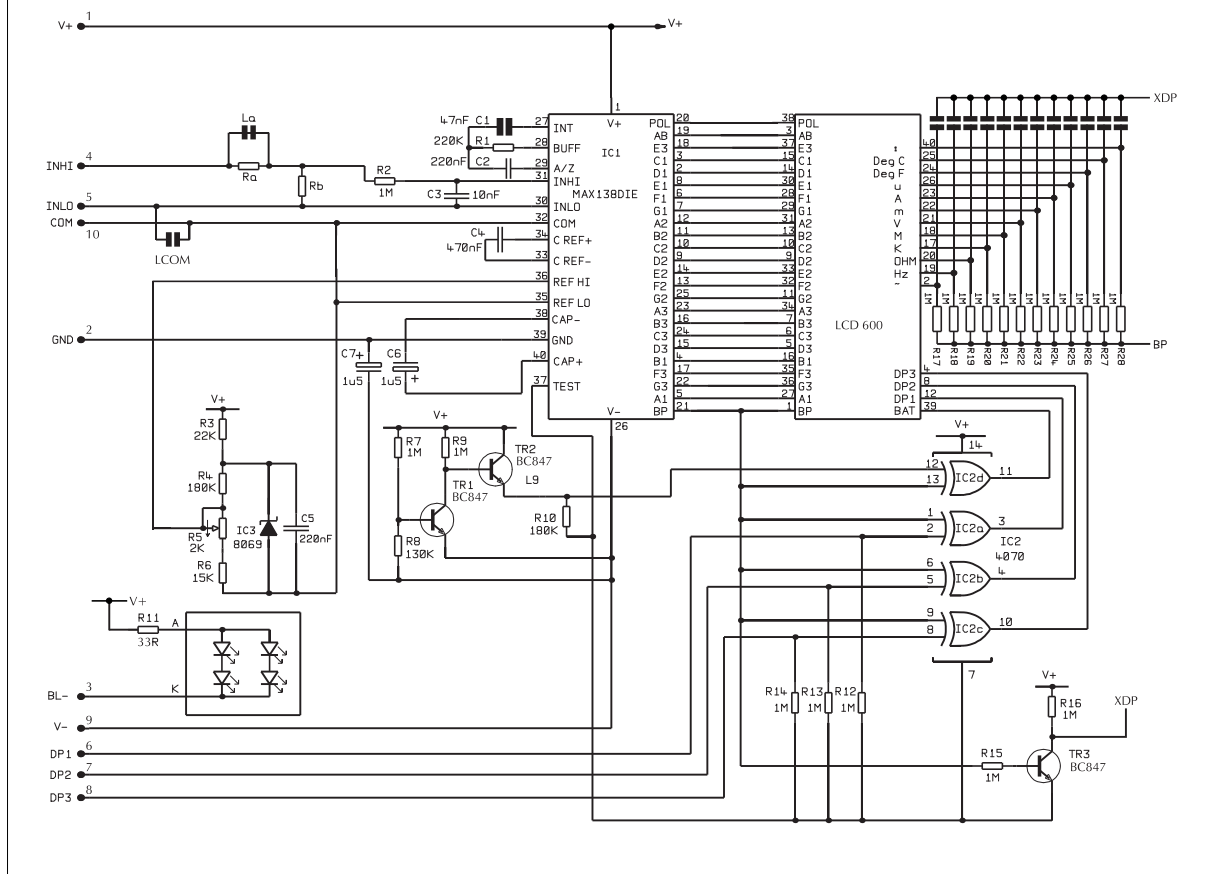 1
V+
V+
XDP
La
Ra
Rb
4
INHI
5
INLO
COM
10
LCOM
R2
1M
C3
10nF
47nF C1
220K R1
220nF C2
C4
470nF
1
V+
IC1
MAX138DIE
27 INT
28 BUFF
29 A/Z
31 INHI
30 INLO
32 COM
34 C REF+
33 C REF-
36 REF HI
35 REF LO
38 CAP-
39 GND
40 CAP+
37 TEST
V-
26
20 38 POL
19 3 AB
18 37 E3
3 15 C1
2 14 D1
8 30 E1
6 28 F1
7 29 G1
12 31 A2
11 13 B2
10 10 C2
9 9 D2
14 33 E2
13 32 F2
25 11 G2
23 34 A3
16 7 B3
24 6 C3
15 5 D3
4 16 B1
17 35 F3
22 36 G3
5 27 A1
21 1 BP
POL
AB
E3
C1
D1
E1
F1
G1
A2
B2
C2
D2
E2
F2
G2
A3
B3
C3
D3
B1
F3
G3
A1
BP
LCD 600
40
Deg C 25
Deg F 24
u 26
A 23
m 22
V 21
M 18
K 17
OHM 20
Hz 19
~ 2
DP3 4
DP2 8
DP1 12
BAT 39
1M 1M 1M 1M 1M 1M 1M 1M 1M 1M 1M 1M
R17 R18 R19 R20 R21 R22 R23 R24 R25 R26 R27 R28
BP
2
GND
C7 +
1u5
C6
1u5 +
V+
R3
22K
R4
180K
R5
2K
R6
15K
IC3
8069
C5
220nF
V+
R7
1M
R9
1M
TR2
BC847
L9
TR1
BC847
R8
130K
R10
180K
V+
14
12
13
IC2d
11
1
2
IC2a
3
IC2
4070
6
5
IC2b
4
9
8
IC2c
10
7
V+
R11
33R
A
K
3
BL-
9
V-
6
DP1
7
DP2
8
DP3
R14
1M
R13
1M
R12
1M
R15
1M
V+
R16
1M
XDP
TR3
BC847